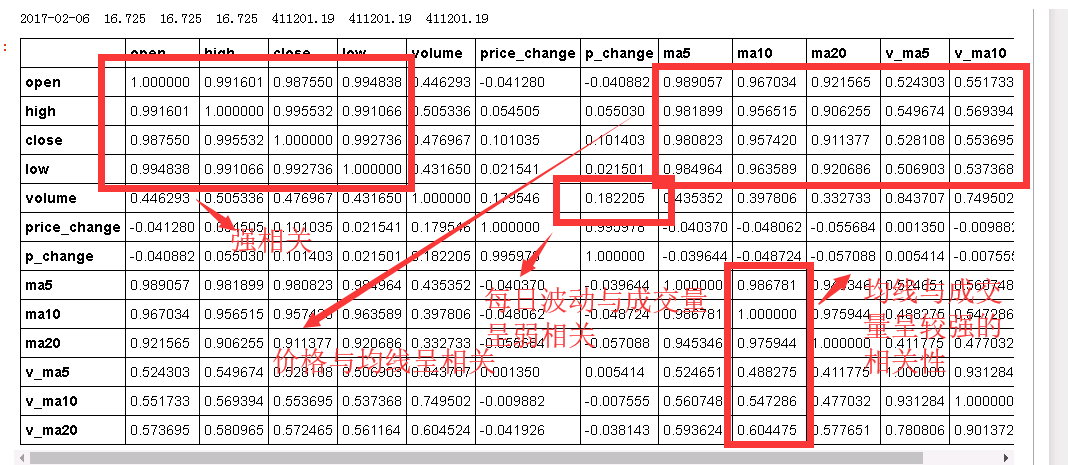 2017-02-06 16.725 16.725 16.725 411201.19 411201.19 411201.19
:
open high close low volume price_change p_change ma5 ma10 ma20 v_ma5 v_ma10
open 1.000000 0.991601 0.987550 0.994838 0.446293 -0.041280 -0.040882 0.989057 0.967034 0.921565 0.524303 0.551733
high 0.991601 1.000000 0.995532 0.991066 0.505336 0.054505 0.055030 0.981899 0.956515 0.906255 0.549674 0.569394
close 0.987550 0.995532 1.000000 0.992736 0.476967 0.101035 0.101403 0.980823 0.957420 0.911377 0.528108 0.553695
low 0.994838 0.991066 0.992736 1.000000 0.431650 0.021541 0.021501 0.984964 0.963589 0.920686 0.506903 0.537368
volume 0.446293 0.505336 0.476967 0.431650 1.000000 0.179546 0.182205 0.435352 0.397806 0.332733 0.843707 0.749502
price_change -0.041280 0.054505 0.101035 0.021541 0.179546 1.000000 0.995978 -0.040370 -0.048062 -0.055684 0.001350 -0.009882
强相关
p_change -0.040882 0.055030 0.101403 0.021501 0.182205 0.995978 1.000000 -0.039644 -0.048724 -0.057088 0.005414 -0.007555
ma5 0.989057 0.981899 0.980823 0.984964 0.435352 -0.040370 -0.039644 1.000000 0.986781 0.524651 0.560748
每日波动与成交量
呈弱相关
均线与成交
量呈较强的
相关性
ma10 0.967034 0.956515 0.963589 0.397806 -0.048062 -0.048724 0.986781 1.000000 0.975944 0.488275 0.547286
ma20 0.921565 0.906255 0.911377 0.920686 0.332733 -0.057088 0.945346 0.975944 1.000000 0.411775 0.477032
价格与均线呈相关
v_ma5 0.524303 0.549674 0.528108 0.506903 0.843707 0.001350 0.005414 0.524651 0.488275 0.411775 1.000000 0.931284
v_ma10 0.551733 0.569394 0.553695 0.537368 0.749502 -0.009882 -0.007555 0.560748 0.547286 0.477032 0.931284 1.000000
v_ma20 0.573695 0.580965 0.572465 0.561164 0.604524 -0.041926 -0.038143 0.593624 0.604475 0.577651 0.780806 0.901372